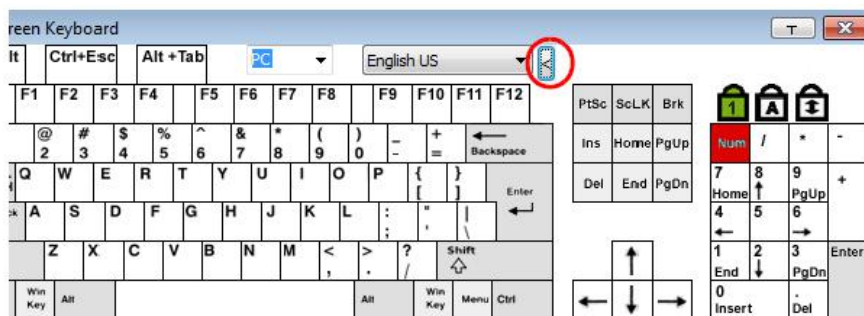 reen Keyboard
lt Ctrl+Esc Alt +Tab PC English US <
F1 F2 F3 F4 F5 F6 F7 F8 F9 F10 F11 F12 PtSc ScLK Brk 1 A
@ # $ % ^ & * ( ) _ +
2 3 4 5 6 7 8 9 0 - = Backspace Ins Home PgUp Num / * -
Q W E R T Y U I O P { } Enter Del End PgDn 7 8 9 +
[ ] Home PgUp
A S D F G H J K L : " | 4 5 6
; ' \
Z X C V B N M < > ? Shift 1 2 3 Enter
, . / End PgDn
Win Key Alt Alt Win Key Menu Ctrl 0 .
Insert Del